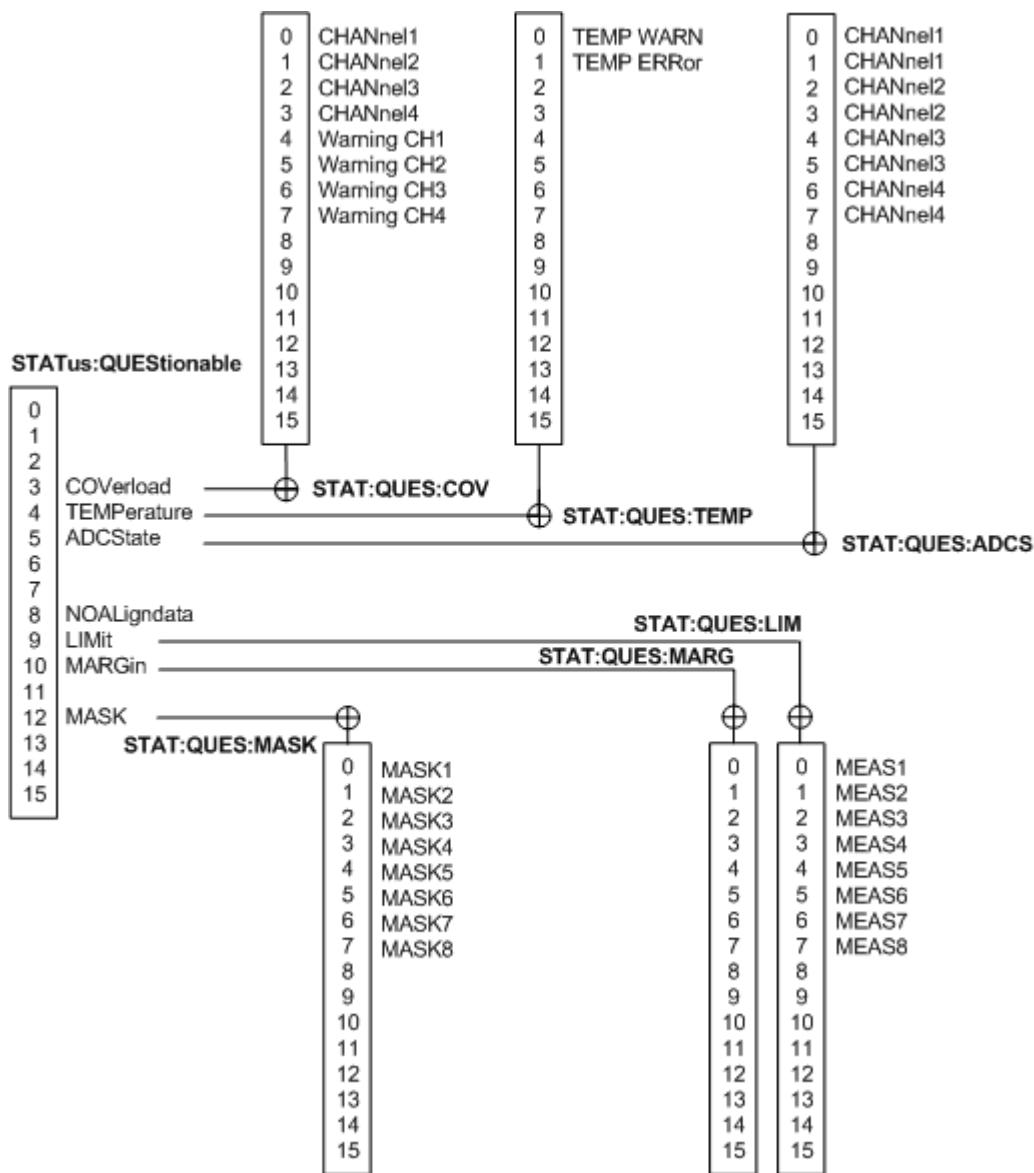 0 CHANnel1
1 CHANnel2
2 CHANnel3
3 CHANnel4
4 Warning CH1
5 Warning CH2
6 Warning CH3
7 Warning CH4
8
9
10
11
12
13
14
15
0 TEMP WARN
1 TEMP ERRor
2
3
4
5
6
7
8
9
10
11
12
13
14
15
0 CHANnel1
1 CHANnel1
2 CHANnel2
3 CHANnel2
4 CHANnel3
5 CHANnel3
6 CHANnel4
7 CHANnel4
8
9
10
11
12
13
14
15
STATus:QUEStionable
0
1
2
3 COVerload
4 TEMPerature
5 ADCState
6
7
8 NOALigndata
9 LIMit
10 MARGin
11
12 MASK
13
14
15
STAT:QUES:COV
STAT:QUES:TEMP
STAT:QUES:ADCS
STAT:QUES:LIM
STAT:QUES:MARG
STAT:QUES:MASK
0 MASK1
1 MASK2
2 MASK3
3 MASK4
4 MASK5
5 MASK6
6 MASK7
7 MASK8
8
9
10
11
12
13
14
15
0
1
2
3
4
5
6
7
8
9
10
11
12
13
14
15
0 MEAS1
1 MEAS2
2 MEAS3
3 MEAS4
4 MEAS5
5 MEAS6
6 MEAS7
7 MEAS8
8
9
10
11
12
13
14
15